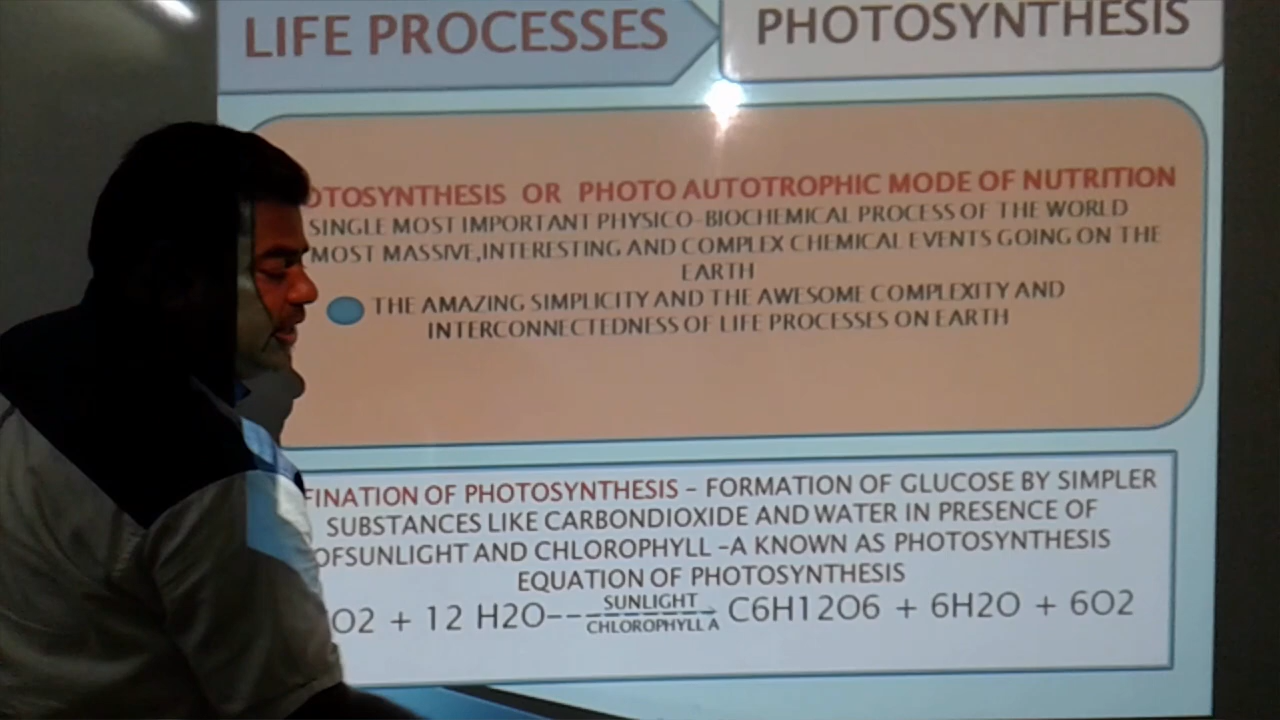 LIFE PROCESSES
PHOTOSYNTHESIS
OTOSYNTHESIS OR PHOTO AUTOTROPHIC MODE OF NUTRITION
SINGLE MOST IMPORTANT PHYSICO-BIOCHEMICAL PROCESS OF THE WORLD
MOST MASSIVE,INTERESTING AND COMPLEX CHEMICAL EVENTS GOING ON THE
EARTH
THE AMAZING SIMPLICITY AND THE AWESOME COMPLEXITY AND
INTERCONNECTEDNESS OF LIFE PROCESSES ON EARTH
FINATION OF PHOTOSYNTHESIS – FORMATION OF GLUCOSE BY SIMPLER
SUBSTANCES LIKE CARBONDIOXIDE AND WATER IN PRESENCE OF
OFSUNLIGHT AND CHLOROPHYLL –A KNOWN AS PHOTOSYNTHESIS
EQUATION OF PHOTOSYNTHESIS
SUNLIGHT
O2 + 12 H2O-------→ C6H12O6 + 6H2O + 6O2
CHLOROPHYLL A